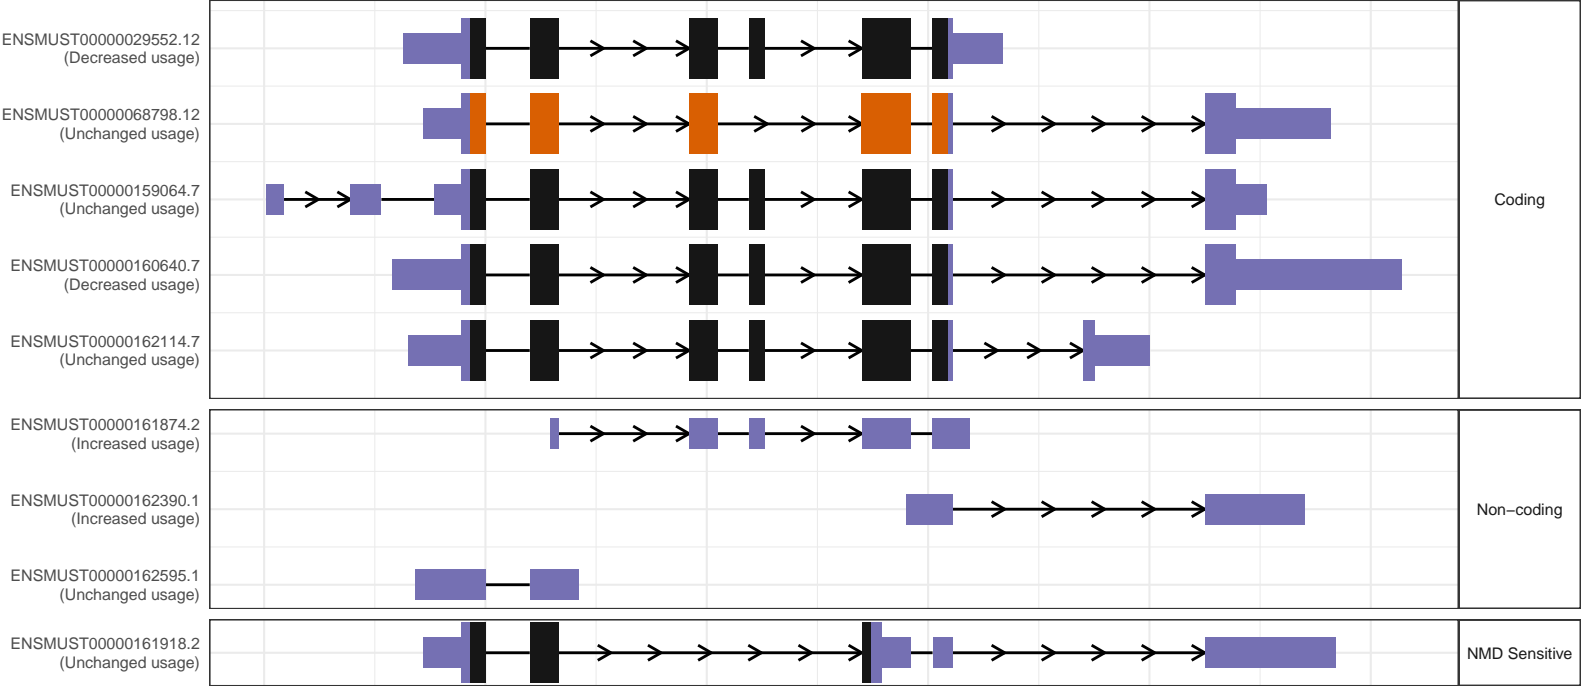 ENSMUST00000029552.12
(Decreased usage)
ENSMUST00000068798.12
(Unchanged usage)
ENSMUST00000159064.7
(Unchanged usage)
ENSMUST00000160640.7
(Decreased usage)
ENSMUST00000162114.7
(Unchanged usage)
Coding
ENSMUST00000161874.2
(Increased usage)
ENSMUST00000162390.1
(Increased usage)
ENSMUST00000162595.1
(Unchanged usage)
Non−coding
ENSMUST00000161918.2
(Unchanged usage)
NMD Sensitive